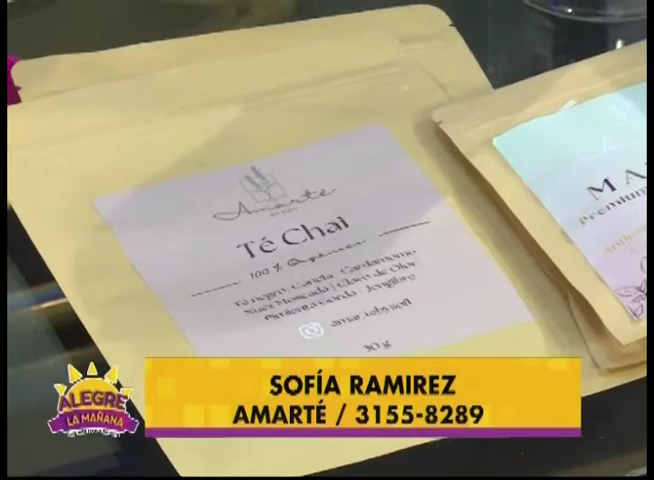 Amarté
Té Chai
100% Orgánico
Té negro · Canela · Cardamomo
Nuez Moscada | Clavo de Olor
Pimienta Gorda · Jengibre
30 g
MA
Premium
SOFÍA RAMIREZ
AMARTÉ / 3155-8289
ALEGRE
LA MAÑANA